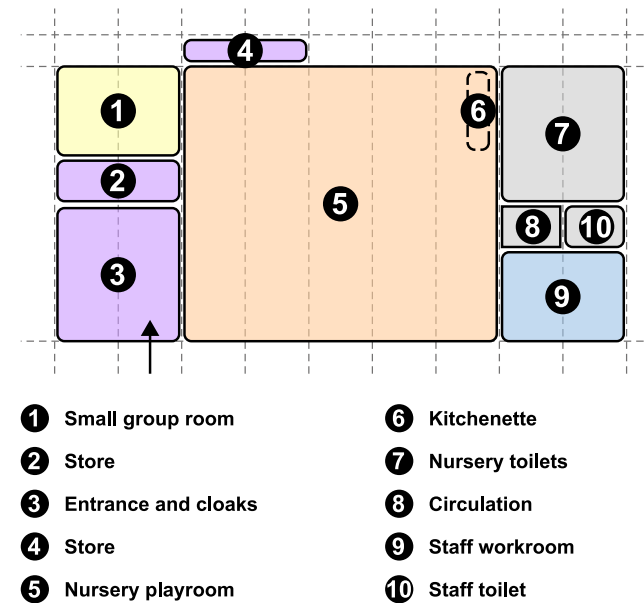 4
1
6
7
2
5
8
10
3
9
1 Small group room
2 Store
3 Entrance and cloaks
4 Store
5 Nursery playroom
6 Kitchenette
7 Nursery toilets
8 Circulation
9 Staff workroom
10 Staff toilet